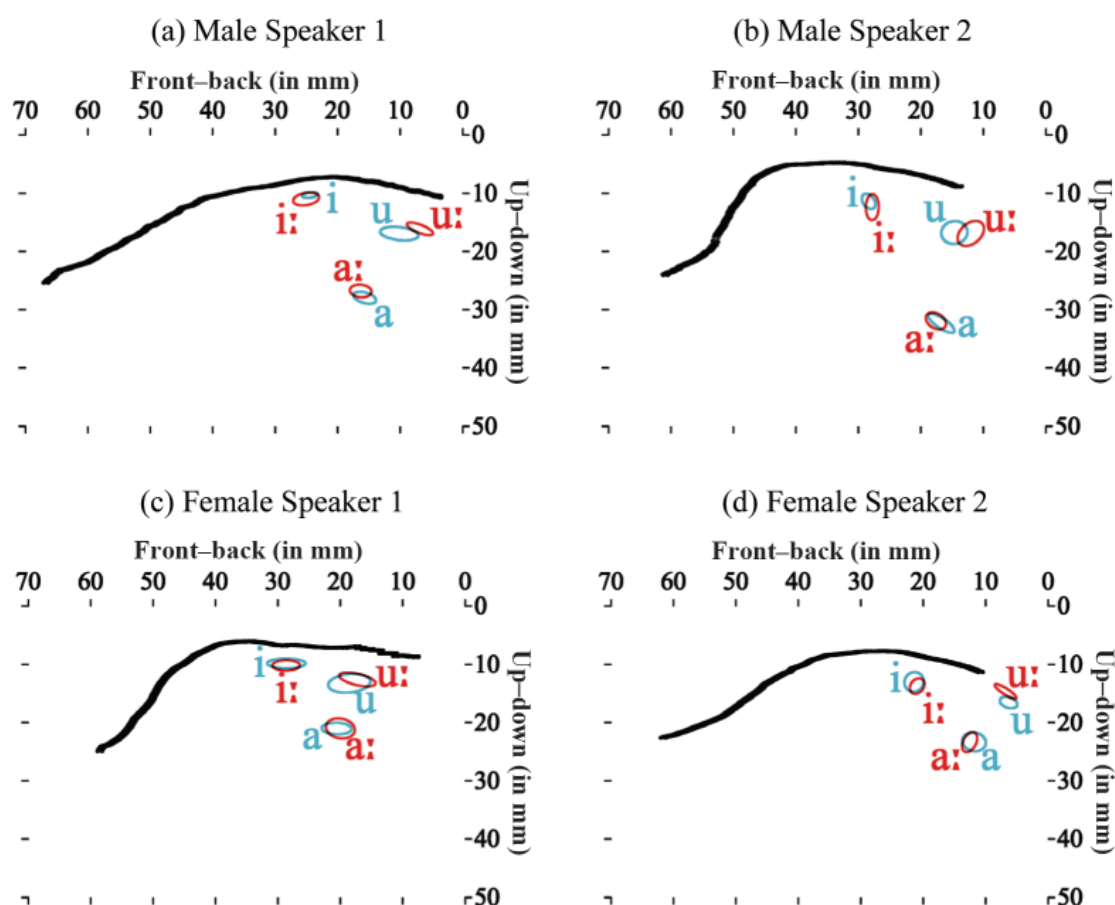 (a) Male Speaker 1
Front–back (in mm)
70 60 50 40 30 20 10 0
-0
-10
-20
-30
-40
-50
Up–down (in mm)
iː i u uː
aː
a
(b) Male Speaker 2
Front–back (in mm)
70 60 50 40 30 20 10 0
-0
-10
-20
-30
-40
-50
Up–down (in mm)
i u uː
iː
aː a
(c) Female Speaker 1
Front–back (in mm)
70 60 50 40 30 20 10 0
-0
-10
-20
-30
-40
-50
Up–down (in mm)
i uː
iː u
a aː
(d) Female Speaker 2
Front–back (in mm)
70 60 50 40 30 20 10 0
-0
-10
-20
-30
-40
-50
Up–down (in mm)
i uː
iː u
aː a